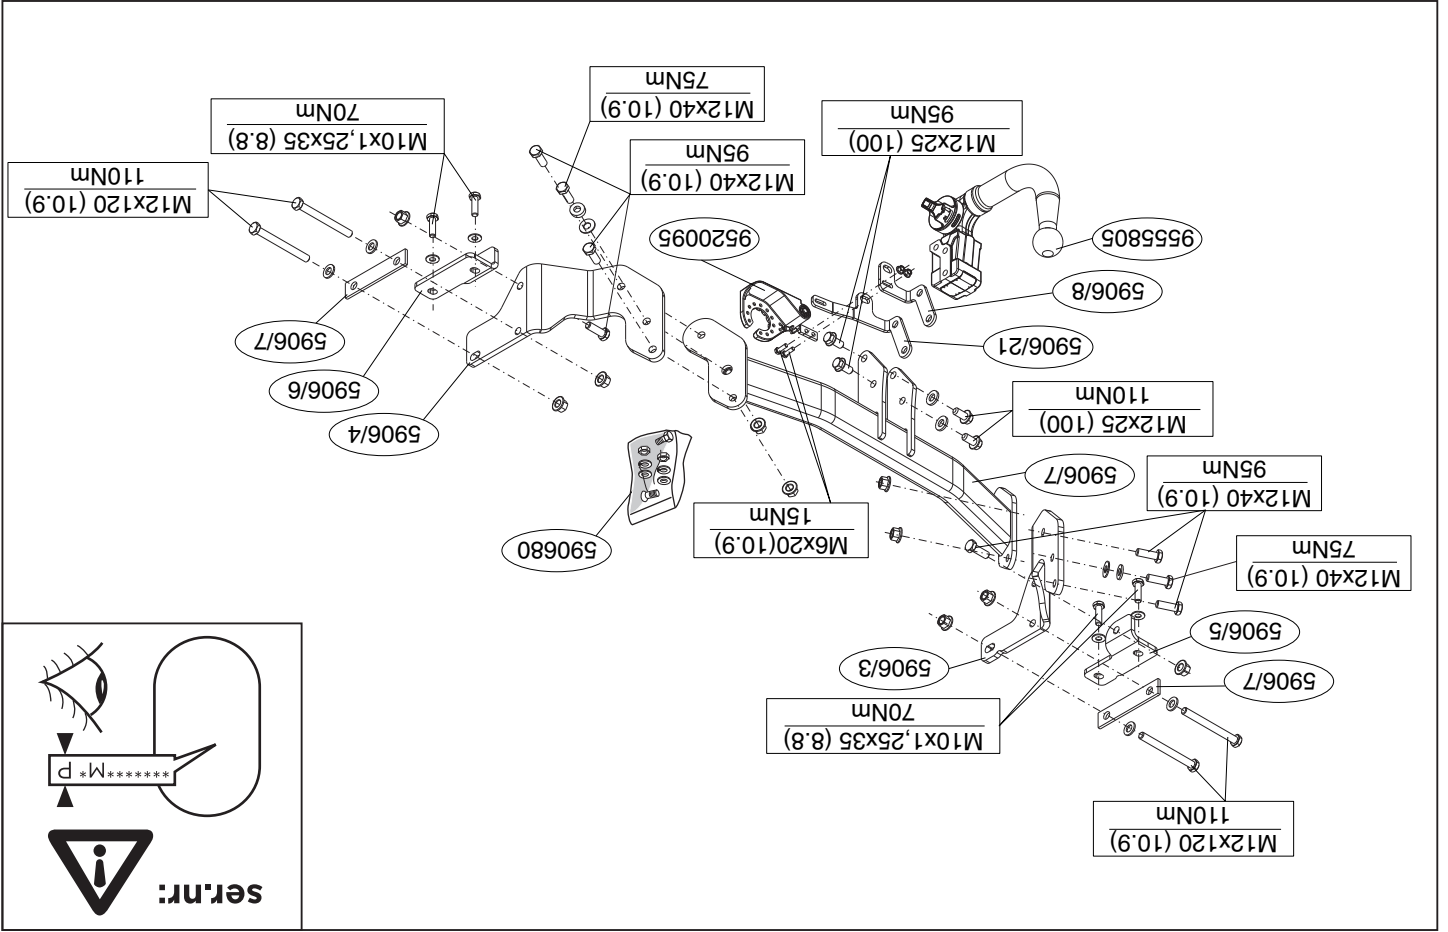 M12x120 (10.9)
110Nm
ser.nr:
*******W* P
M10x1,25x35 (8.8)
70Nm
5906/7
5906/3
5906/5
M12x40 (10.9)
75Nm
590680
M6x20(10.9)
15Nm
M12x40 (10.9)
95Nm
5906/7
5906/4
M12x25 (100)
110Nm
5906/6
5906/21
5906/7
5906/8
9555805
9520095
M12x120 (10.9)
110Nm
M12x40 (10.9)
95Nm
M12x25 (100)
95Nm
M10x1,25x35 (8.8)
70Nm
M12x40 (10.9)
75Nm